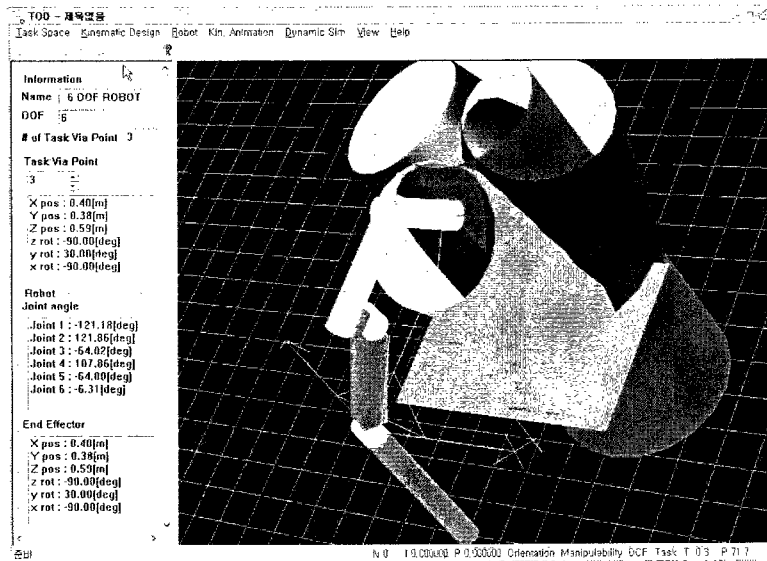 TOD - 제목없음
Task Space Kinematic Design Robot Kin. Animation Dynamic Sim View Help
Information
Name 6 DOF ROBOT
DOF 6
# of Task Via Point 3
Task Via Point
3
X pos : 0.40[m]
Y pos : 0.38[m]
Z pos : 0.59[m]
z rot : -90.00[deg]
y rot : 30.00[deg]
x rot : -90.00[deg]
Robot
Joint angle
Joint 1 : -121.18[deg]
Joint 2 : 121.86[deg]
Joint 3 : -64.02[deg]
Joint 4 : 107.86[deg]
Joint 5 : -64.00[deg]
Joint 6 : -6.31[deg]
End Effector
X pos : 0.40[m]
Y pos : 0.38[m]
Z pos : 0.59[m]
z rot : -90.00[deg]
y rot : 30.00[deg]
x rot : -90.00[deg]
준비
N 0 Orientation Manipulability DOF Task T 0 3 P 71.7